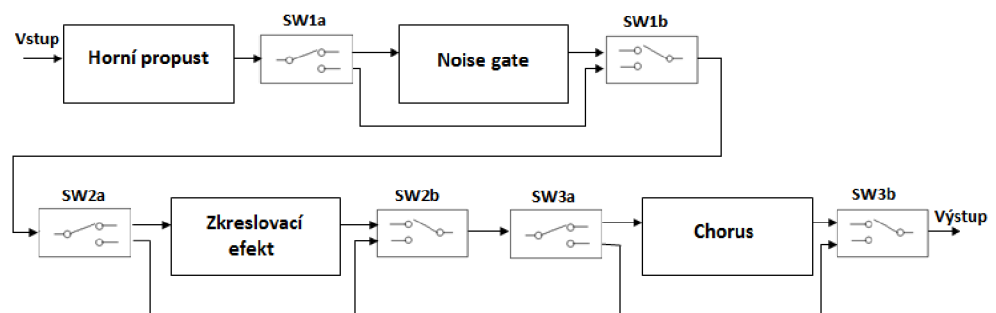 SW1a
SW1b
Vstup
Horní propust
Noise gate
SW2a
SW2b
SW3a
SW3b
Zkreslovací
efekt
Chorus
Výstup